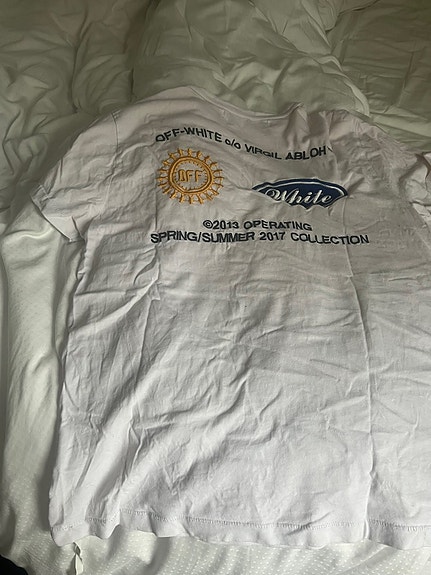 OFF-WHITE c/o VIRGIL ABLOH
OFF
White
©2013 OPERATING
SPRING/SUMMER 2017 COLLECTION